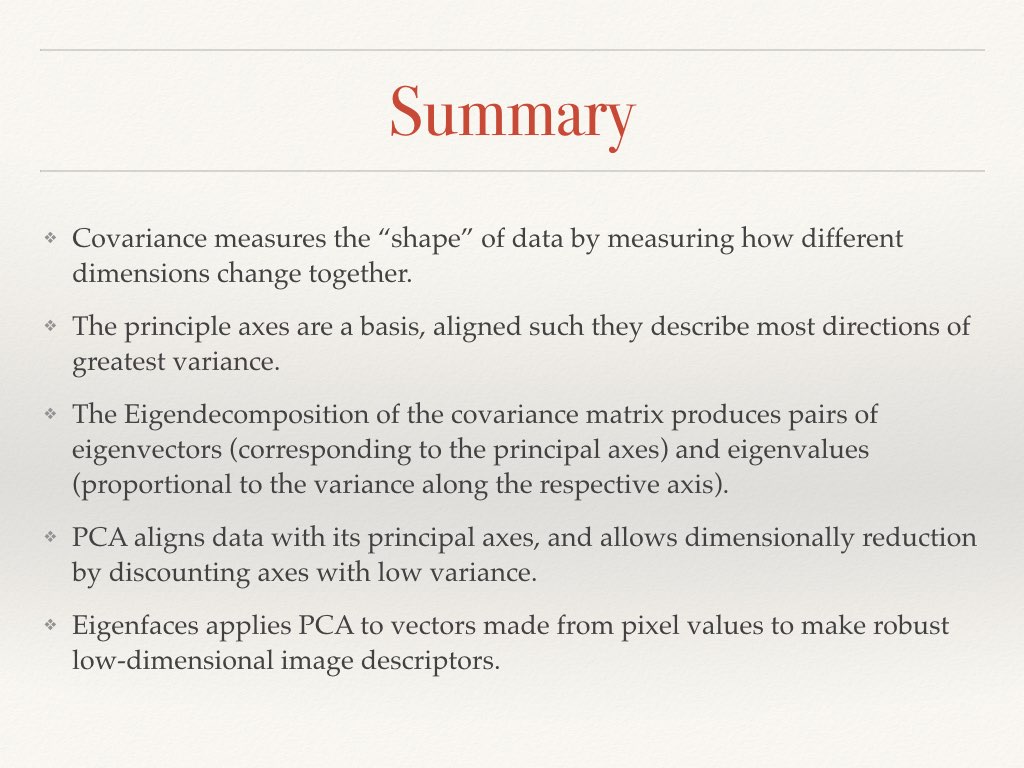 Summary
❖ Covariance measures the “shape” of data by measuring how different
dimensions change together.
❖ The principle axes are a basis, aligned such they describe most directions of
greatest variance.
❖ The Eigendecomposition of the covariance matrix produces pairs of
eigenvectors (corresponding to the principal axes) and eigenvalues
(proportional to the variance along the respective axis).
❖ PCA aligns data with its principal axes, and allows dimensionally reduction
by discounting axes with low variance.
❖ Eigenfaces applies PCA to vectors made from pixel values to make robust
low-dimensional image descriptors.